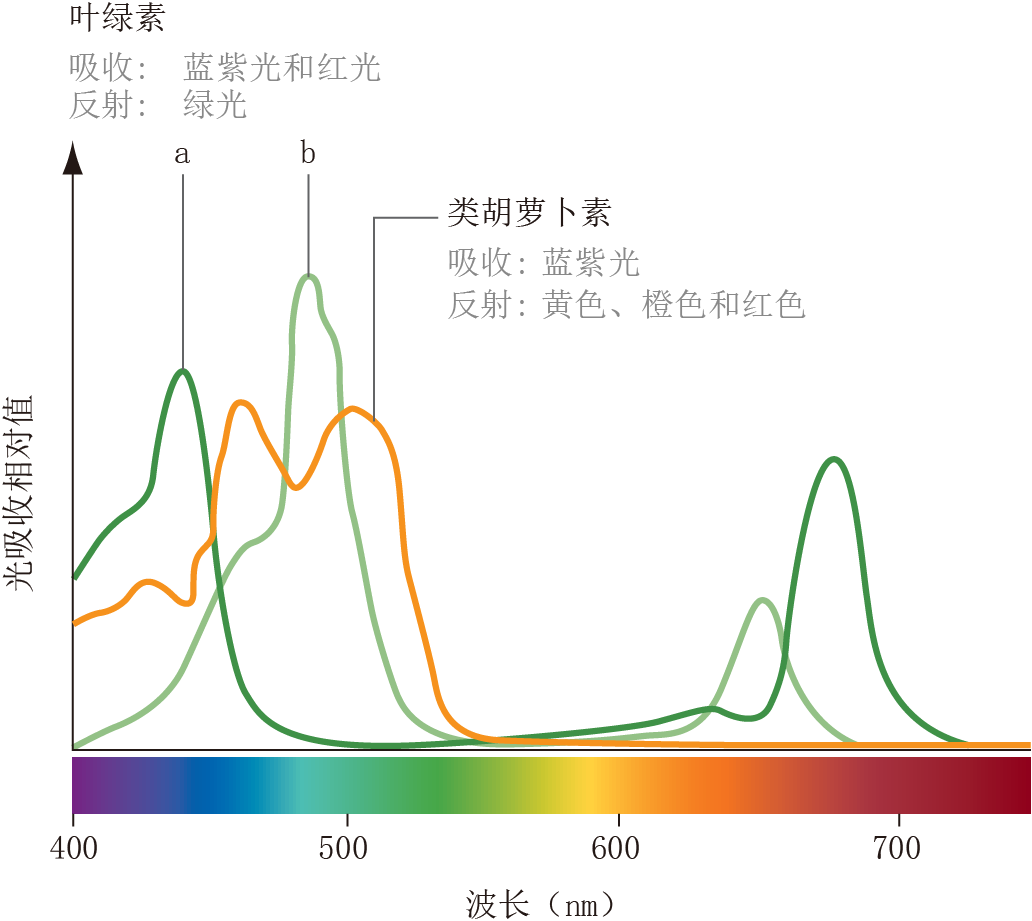 叶绿素
吸收: 蓝紫光和红光
反射: 绿光
a
b
类胡萝卜素
吸收: 蓝紫光
反射: 黄色、橙色和红色
光吸收相对值
400
500
600
700
波长（nm）